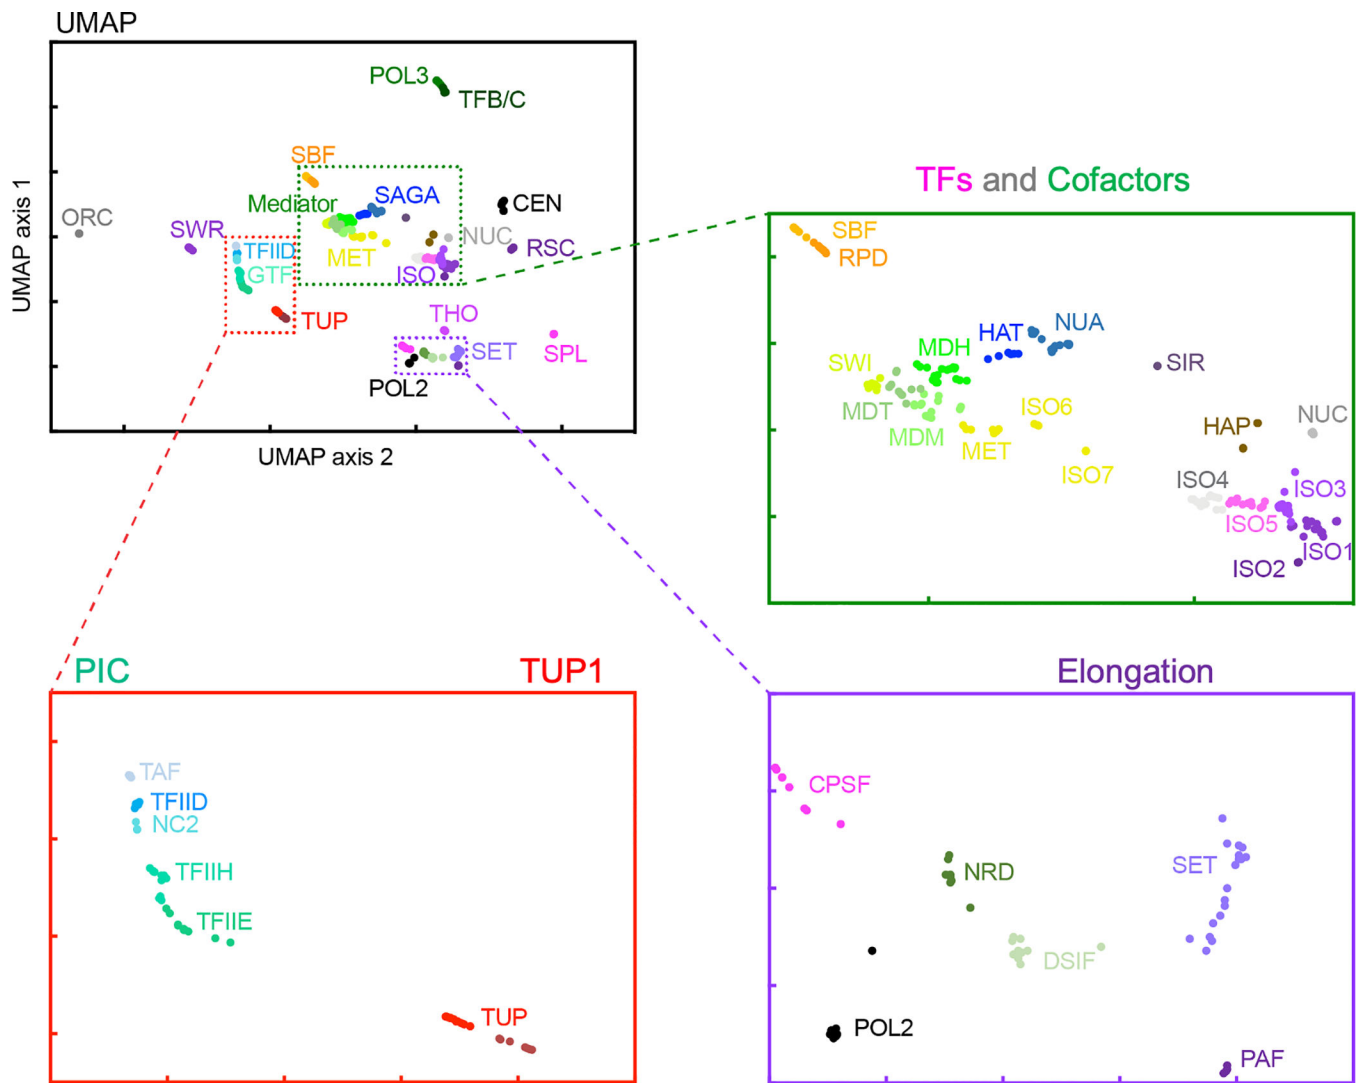 UMAP
POL3
TFB/C
SBF
Mediator
SAGA
CEN
ORC
SWR
NUC
RSC
TFIID
MET
GTF
ISO
TUP
THO
SET
SPL
POL2
UMAP axis 1
UMAP axis 2
TFs and Cofactors
SBF
RPD
NUA
HAT
MDH
SWI
SIR
MDT
ISO6
MDM
MET
HAP
NUC
ISO7
ISO4
ISO3
ISO5
ISO1
ISO2
PIC
TUP1
TAF
TFIID
NC2
TFIIH
TFIIE
TUP
Elongation
CPSF
NRD
SET
DSIF
POL2
PAF